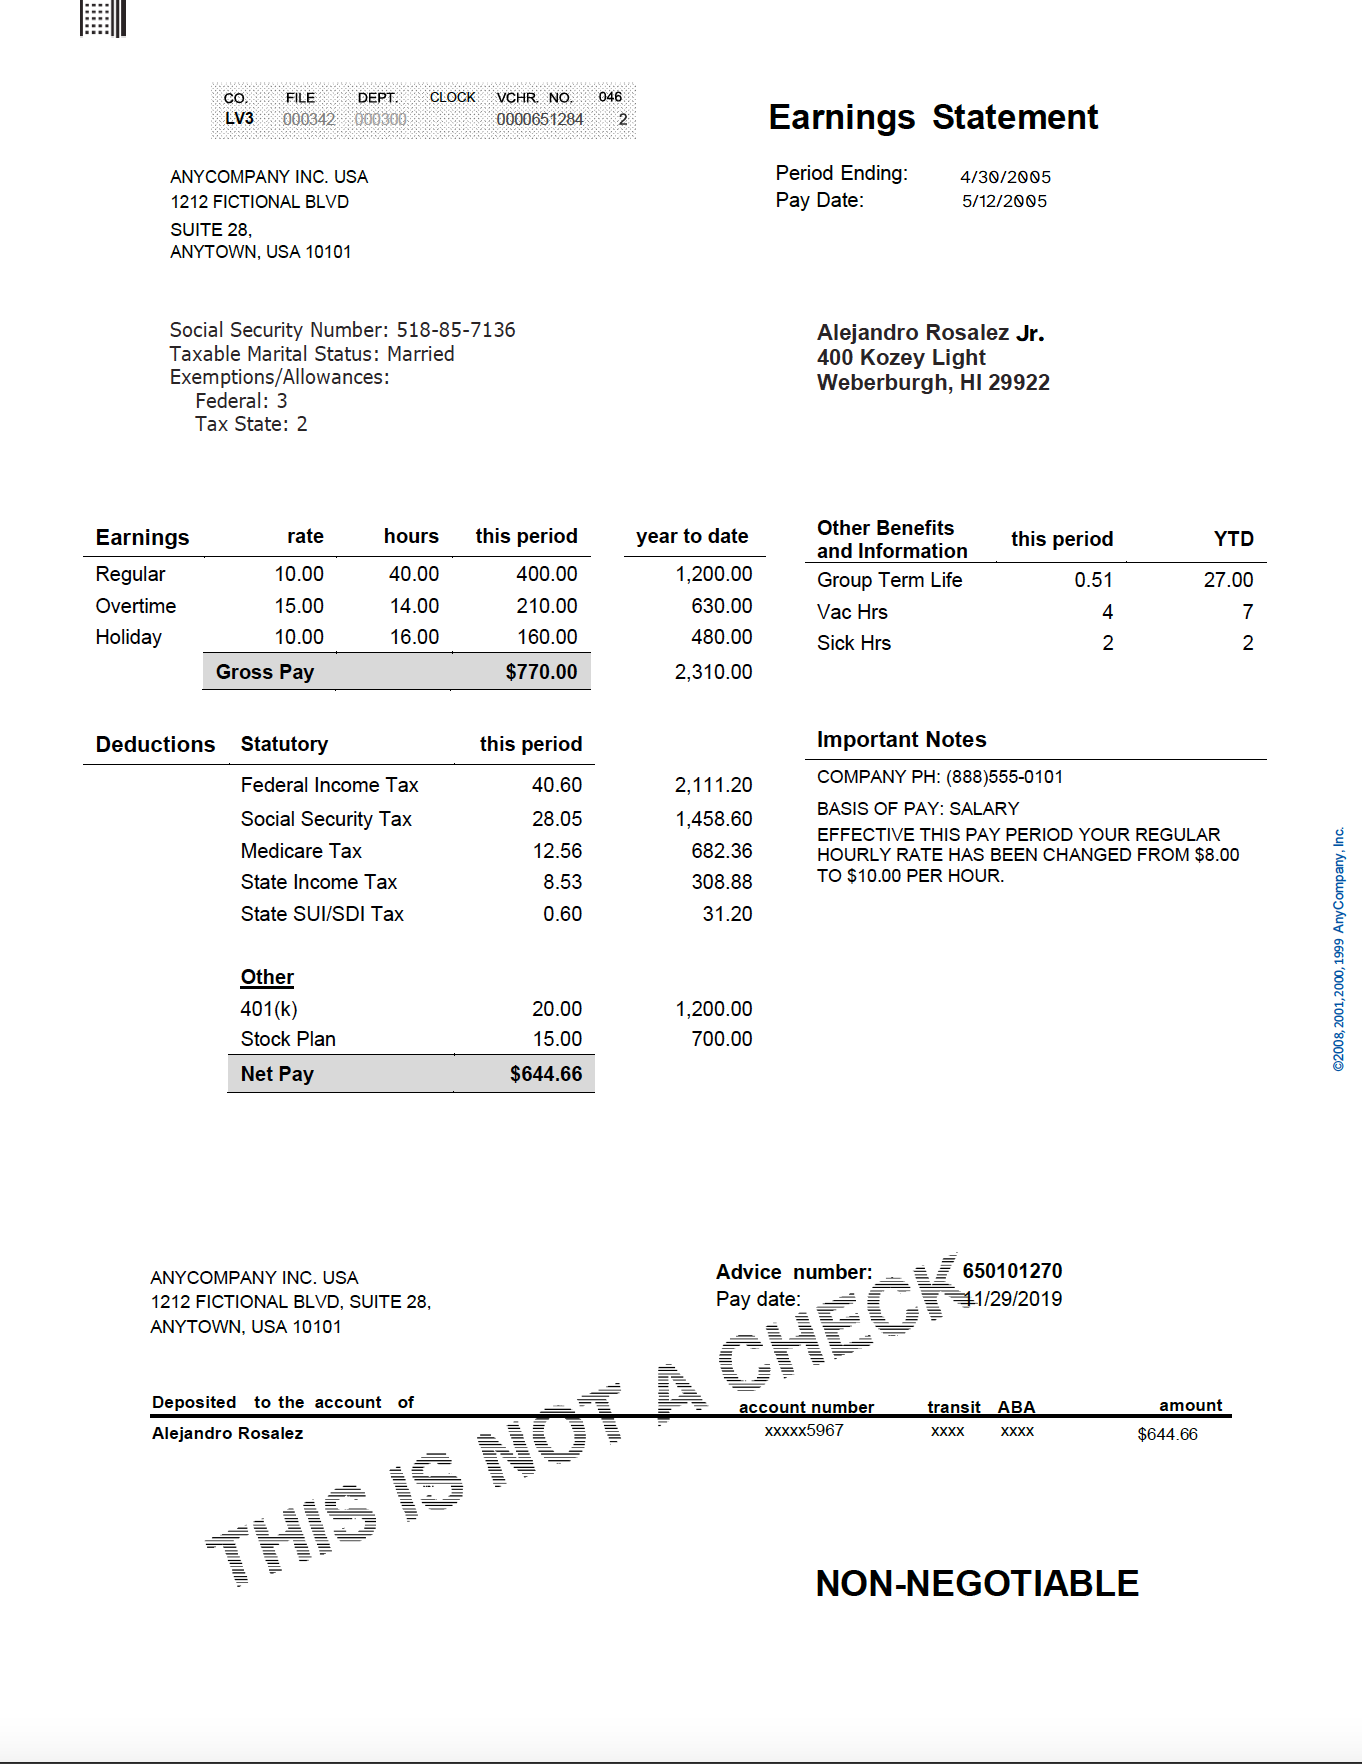 CO. FILE DEPT. CLOCK VCHR. NO. 046
LV3 000342 000300 0000651284 2
Earnings Statement
ANYCOMPANY INC. USA
1212 FICTIONAL BLVD
SUITE 28,
ANYTOWN, USA 10101
Period Ending: 4/30/2005
Pay Date: 5/12/2005
Social Security Number: 518-85-7136
Taxable Marital Status: Married
Exemptions/Allowances:
Federal: 3
Tax State: 2
Alejandro Rosalez Jr.
400 Kozey Light
Weberburgh, HI 29922
Earnings rate hours this period year to date
Regular 10.00 40.00 400.00 1,200.00
Overtime 15.00 14.00 210.00 630.00
Holiday 10.00 16.00 160.00 480.00
Gross Pay $770.00 2,310.00
Other Benefits
and Information this period YTD
Group Term Life 0.51 27.00
Vac Hrs 4 7
Sick Hrs 2 2
Deductions Statutory this period
Federal Income Tax 40.60 2,111.20
Social Security Tax 28.05 1,458.60
Medicare Tax 12.56 682.36
State Income Tax 8.53 308.88
State SUI/SDI Tax 0.60 31.20
Other
401(k) 20.00 1,200.00
Stock Plan 15.00 700.00
Net Pay $644.66
Important Notes
COMPANY PH: (888)555-0101
BASIS OF PAY: SALARY
EFFECTIVE THIS PAY PERIOD YOUR REGULAR
HOURLY RATE HAS BEEN CHANGED FROM $8.00
TO $10.00 PER HOUR.
©2008, 2001, 2000, 1999 AnyCompany, Inc.
ANYCOMPANY INC. USA
1212 FICTIONAL BLVD, SUITE 28,
ANYTOWN, USA 10101
Advice number: 650101270
Pay date: 11/29/2019
THIS IS NOT A CHECK
Deposited to the account of account number transit ABA amount
Alejandro Rosalez xxxxx5967 xxxx xxxx $644.66
NON-NEGOTIABLE